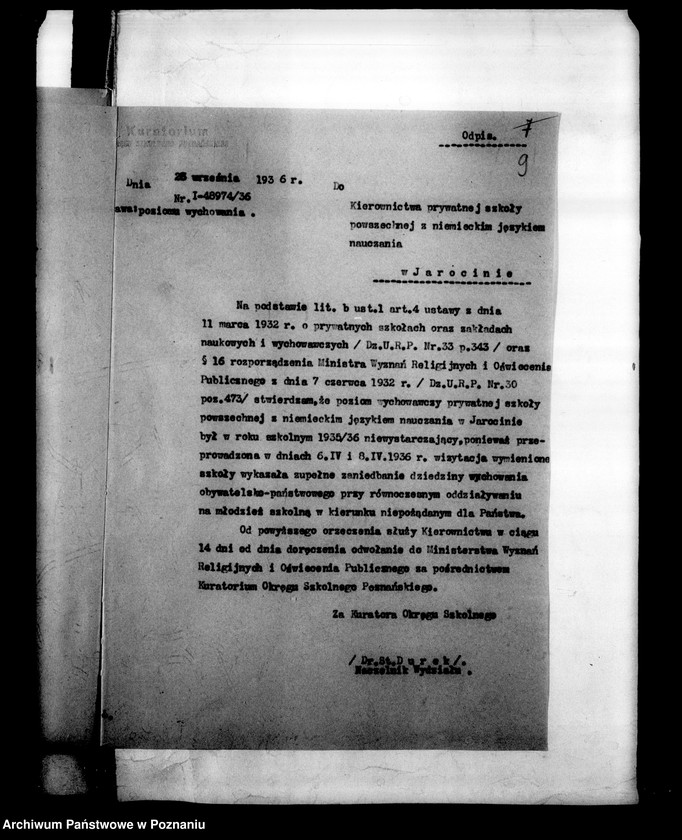 Kuratorium
Odpis. 7
9
Dnia 28 września 1936 r.
Nr. I-48974/36
awa:poziom wychowania .
Do
Kierownictwa prywatnej szkoły
powszechnej z niemieckim językiem
nauczania
w Jarocinie
Na podstawie lit. b ust.1 art.4 ustawy z dnia
11 marca 1932 r. o prywatnych szkołach oraz zakładach
naukowych i wychowawczych / Dz.U.R.P. Nr.33 p.343/ oraz
§ 16 rozporządzenia Ministra Wyznań Religijnych i Oświecenia
Publicznego z dnia 7 czerwca 1932 r. / Dz.U.R.P. Nr.30
poz.473/ stwierdzam,że poziom wychowawczy prywatnej szkoły
powszechnej z niemieckim językiem nauczania w Jarocinie
był w roku szkolnym 1935/36 niewystarczający,ponieważ prze-
prowadzona w dniach 6.IV i 8.IV.1936 r. wizytacja wymienionej
szkoły wykazała zupełne zaniedbanie dziedziny wychowania
obywatelsko-państwowego przy równoczesnym oddziaływaniu
na młodzież szkolną w kierunku niepożądanym dla Państwa.
Od powyższego orzeczenia służy Kierownictwu w ciągu
14 dni od dnia doręczenia odwołanie do Ministerstwa Wyznań
Religijnych i Oświecenia Publicznego za pośrednictwem
Kuratorium Okręgu Szkolnego Poznańskiego.
Za Kuratora Okręgu Szkolnego
/ Dr.St.D u r e k /.
Naczelnik Wydziału .
Archiwum Państwowe w Poznaniu